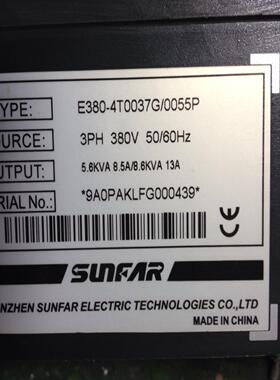 YPE: E380-4T0037G/0055P
OURCE: 3PH 380V 50/60Hz
UTPUT: 5.6KVA 8.5A/8.6KVA 13A
RIAL No.: *9A0PAKLFG000439*
CE
SUNFAR
NZHEN SUNFAR ELECTRIC TECHNOLOGIES CO.,LTD
MADE IN CHINA